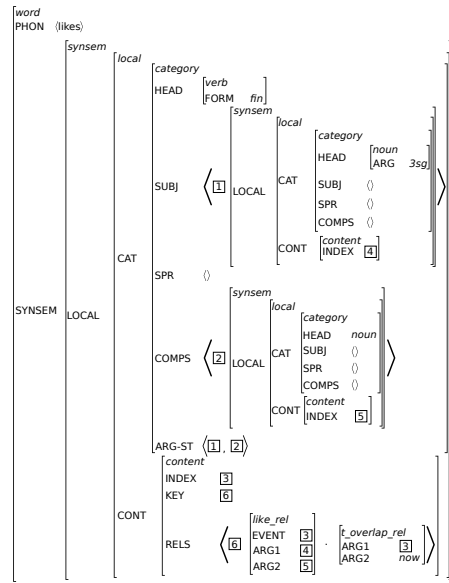 word
PHON ⟨likes⟩
synsem
local
category
HEAD verb
FORM fin
synsem
local
category
HEAD noun
ARG 3sg
CAT SUBJ ⟨⟩
SUBJ ⟨ 1 LOCAL SPR ⟨⟩ ⟩
COMPS ⟨⟩
CONT content
INDEX 4
CAT
SPR ⟨⟩
synsem
local
SYNSEM LOCAL category
HEAD noun
CAT SUBJ ⟨⟩
COMPS ⟨ 2 LOCAL SPR ⟨⟩ ⟩
COMPS ⟨⟩
CONT content
INDEX 5
ARG-ST ⟨ 1 , 2 ⟩
content
INDEX 3
KEY 6
CONT
like_rel
EVENT 3 t_overlap_rel
RELS ⟨ 6 ARG1 4 . ARG1 3 ⟩
ARG2 5 ARG2 now